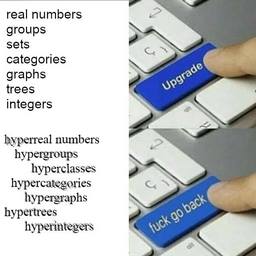 real numbers
groups
sets
categories
graphs
trees
integers
Upgrade
hyperreal numbers
hypergroups
hyperclasses
hypercategories
hypergraphs
hypertrees
hyperintegers
fuck go back